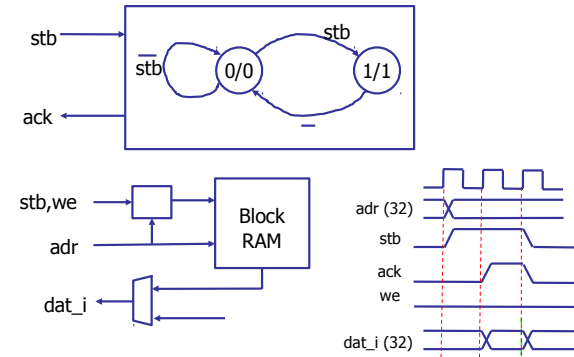 stb
stb
stb
0/0
1/1
ack
—
stb,we
adr
Block
RAM
dat_i
adr (32)
stb
ack
we
dat_i (32)